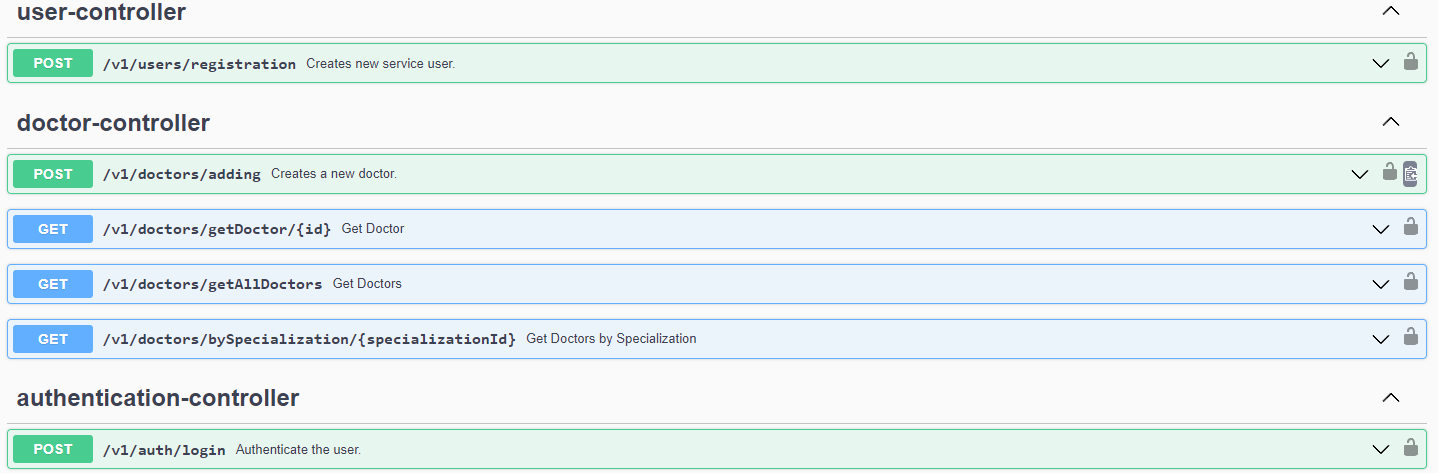 user-controller
POST /v1/users/registration Creates new service user.
doctor-controller
POST /v1/doctors/adding Creates a new doctor.
GET /v1/doctors/getDoctor/{id} Get Doctor
GET /v1/doctors/getAllDoctors Get Doctors
GET /v1/doctors/bySpecialization/{specializationId} Get Doctors by Specialization
authentication-controller
POST /v1/auth/login Authenticate the user.